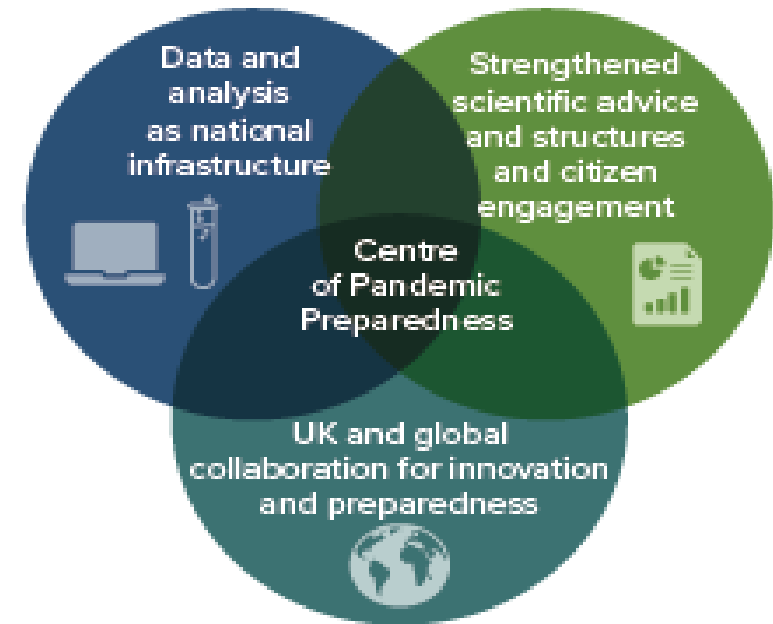 Data and
analysis
as national
infrastructure
Strengthened
scientific advice
and structures
and citizen
engagement
Centre
of Pandemic
Preparedness
UK and global
collaboration for innovation
and preparedness